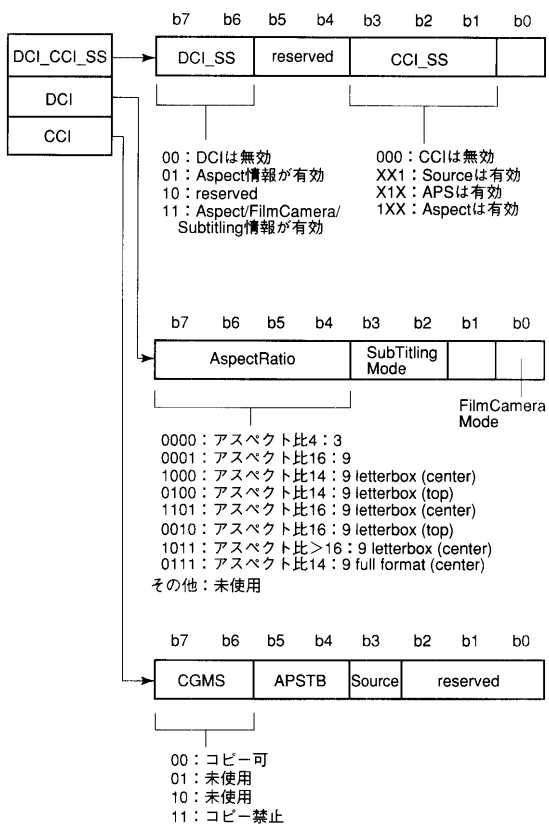 b7 b6 b5 b4 b3 b2 b1 b0
DCI_CCI_SS
DCI
CCI
DCI_SS reserved CCI_SS
00：DCIは無効
01：Aspect情報が有効
10：reserved
11：Aspect/FilmCamera/
Subtitling情報が有効
000：CCIは無効
XX1：Sourceは有効
X1X：APSは有効
1XX：Aspectは有効
b7 b6 b5 b4 b3 b2 b1 b0
AspectRatio
SubTitling
Mode
FilmCamera
Mode
0000：アスペクト比4：3
0001：アスペクト比16：9
1000：アスペクト比14：9 letterbox (center)
0100：アスペクト比14：9 letterbox (top)
1101：アスペクト比16：9 letterbox (center)
0010：アスペクト比16：9 letterbox (top)
1011：アスペクト比＞16：9 letterbox (center)
0111：アスペクト比14：9 full format (center)
その他：未使用
b7 b6 b5 b4 b3 b2 b1 b0
CGMS APSTB Source reserved
00：コピー可
01：未使用
10：未使用
11：コピー禁止